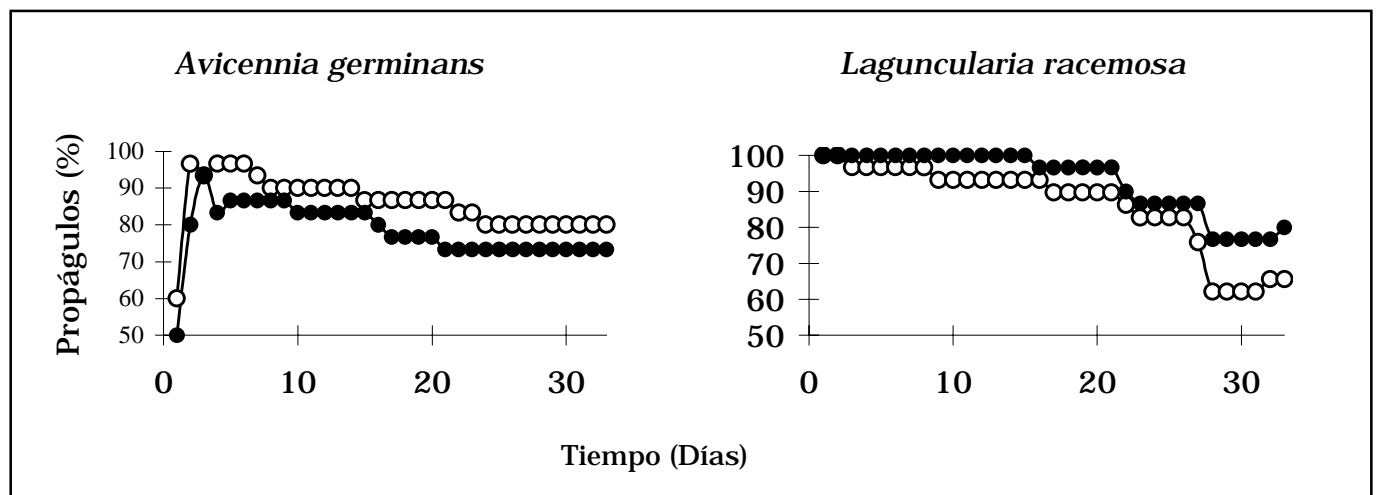 Avicennia germinans
Laguncularia racemosa
Propágulos (%)
100
90
80
70
60
50
0 10 20 30
100
90
80
70
60
50
0 10 20 30
Tiempo (Días)